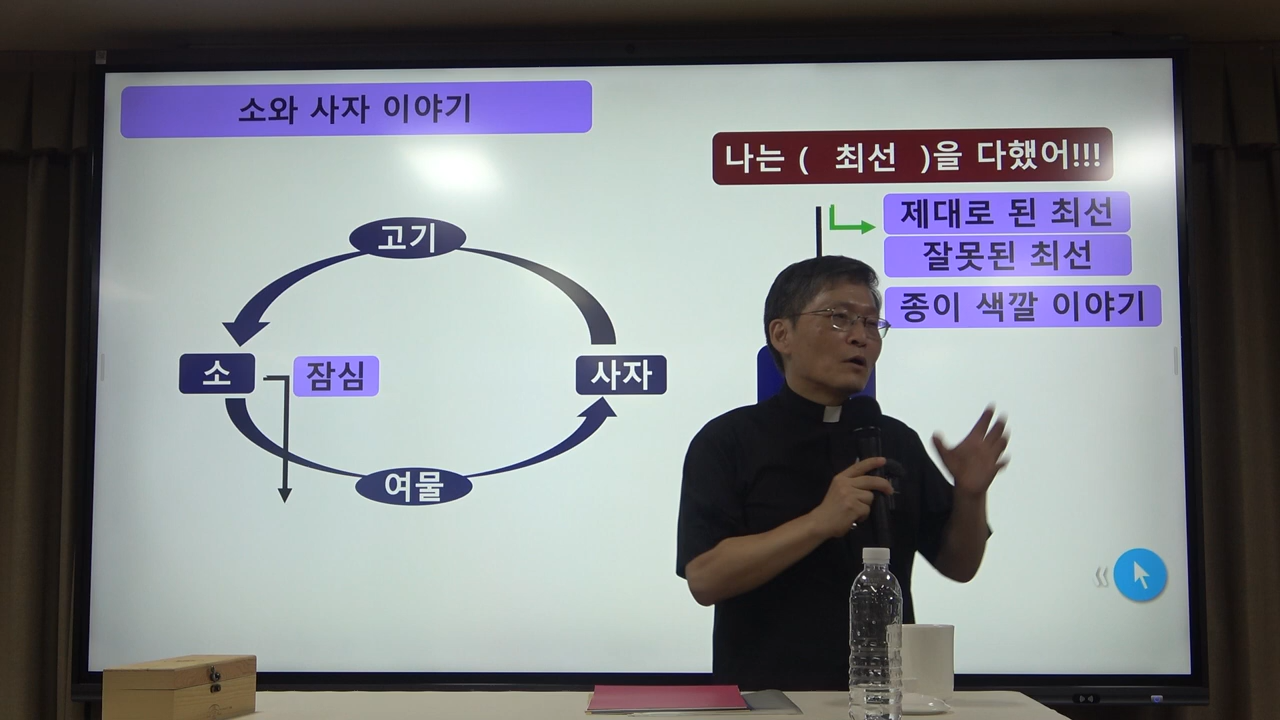 소와 사자 이야기
나는 ( 최선 )을 다했어!!!
제대로 된 최선
잘못된 최선
종이 색깔 이야기
고기
소
잠심
사자
여물